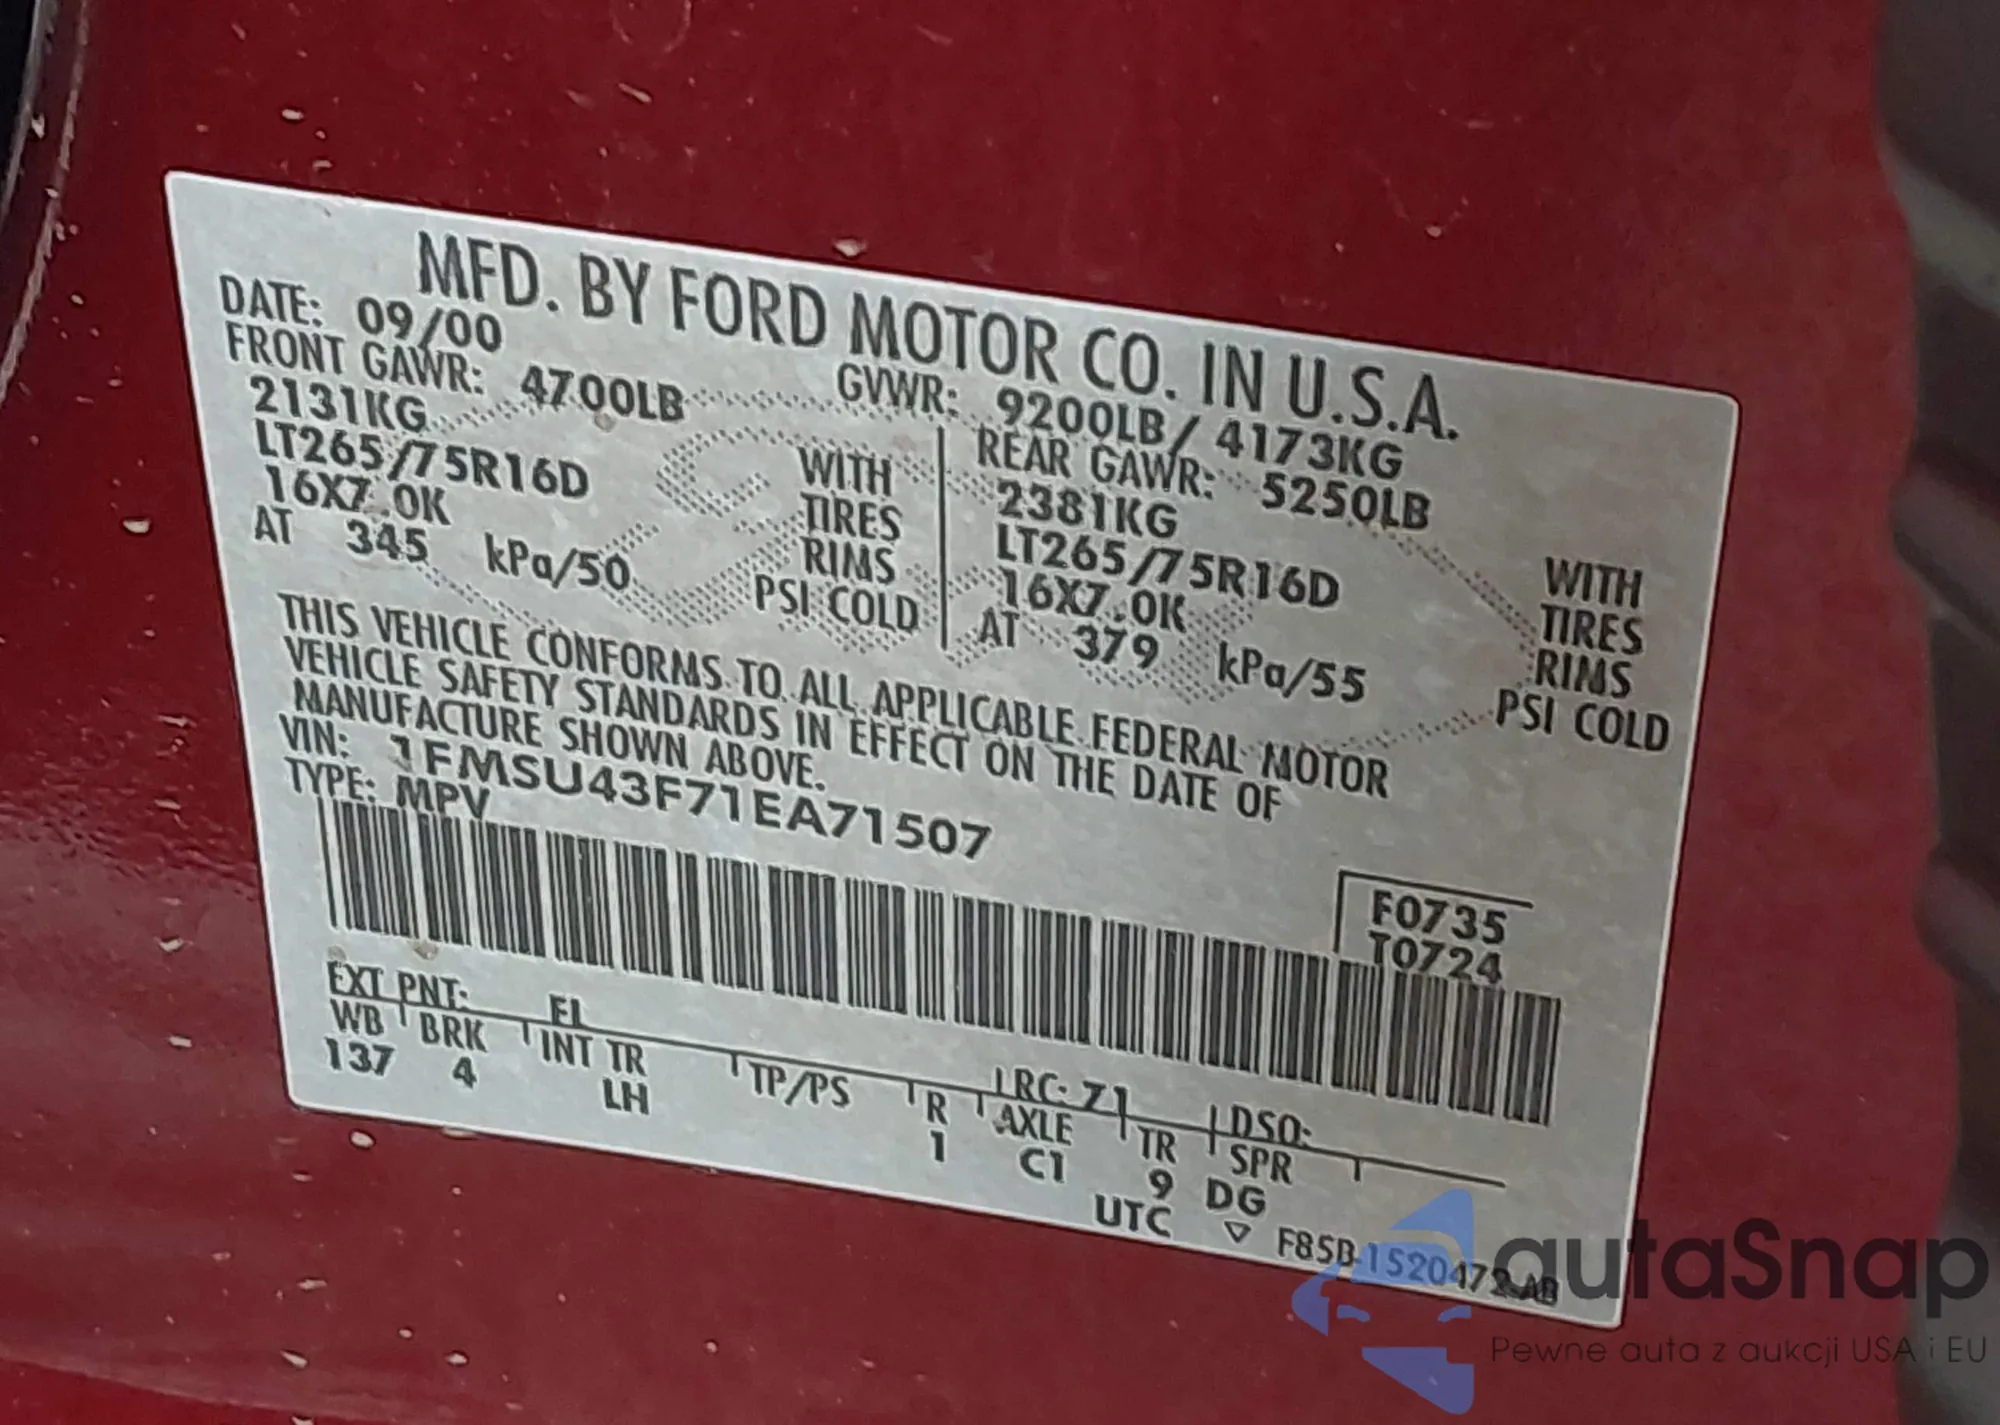 MFD. BY FORD MOTOR CO. IN U.S.A.
DATE: 09/00 GVWR: 9200LB / 4173KG
FRONT GAWR: 4700LB REAR GAWR: 5250LB
2131KG WITH 2381KG WITH
LT265/75R16D TIRES LT265/75R16D TIRES
16X7.0K RIMS 16X7.0K RIMS
AT 345 kPa/50 PSI COLD AT 379 kPa/55 PSI COLD
THIS VEHICLE CONFORMS TO ALL APPLICABLE FEDERAL MOTOR
VEHICLE SAFETY STANDARDS IN EFFECT ON THE DATE OF
MANUFACTURE SHOWN ABOVE.
VIN: 1FMSU43F71EA71507
TYPE: MPV
F0735
T0724
EXT PNT: EL RC: 71 DSO:
WB BRK INT TR TP/PS R AXLE TR SPR
137 4 LH 1 C1 9 DG
UTC ▽ F85B-1520472-AB
autaSnap
Pewne auta z aukcji USA i EU